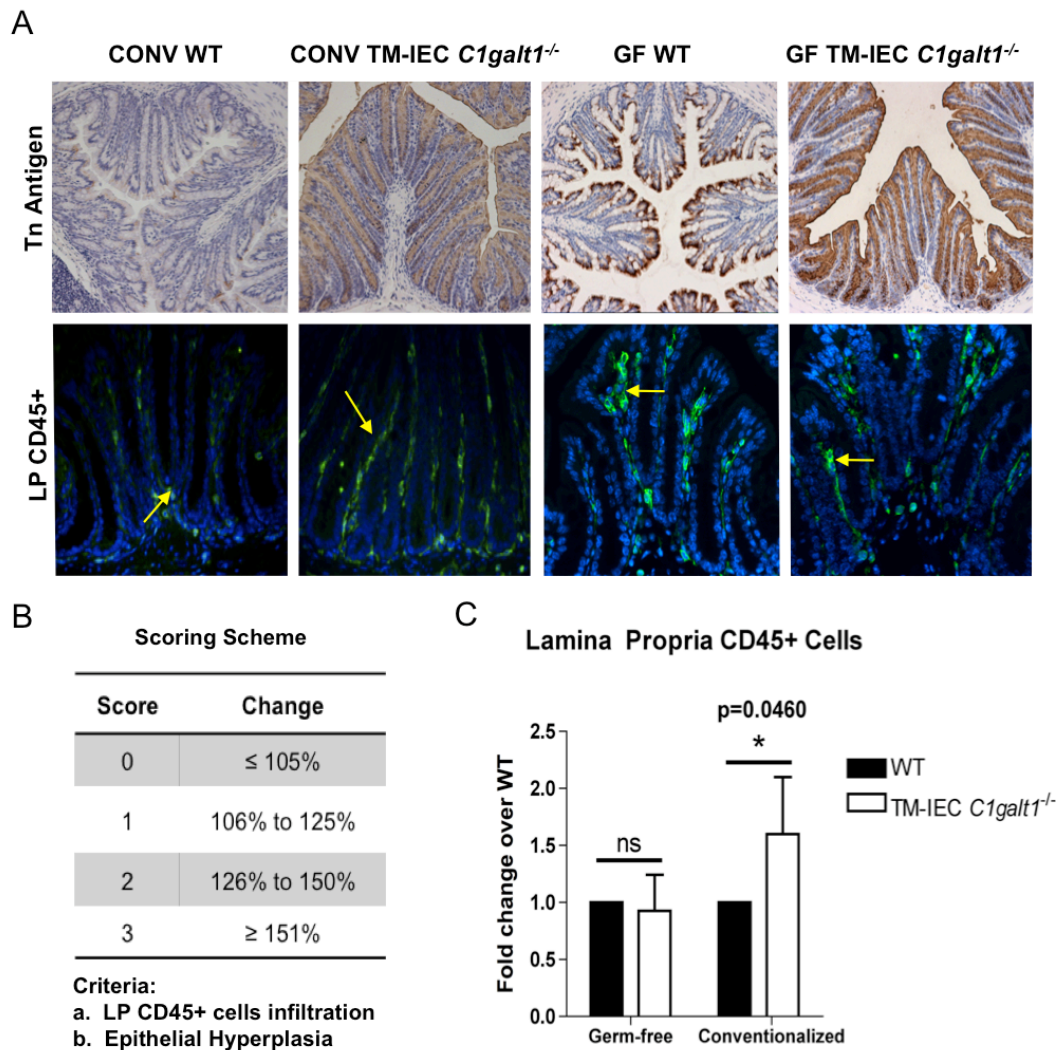 A
CONV WT
CONV TM-IEC C1galt1-/-
GF WT
GF TM-IEC C1galt1-/-
Tn Antigen
LP CD45+
B
Scoring Scheme
Score Change
0 ≤ 105%
1 106% to 125%
2 126% to 150%
3 ≥ 151%
Criteria:
a. LP CD45+ cells infiltration
b. Epithelial Hyperplasia
C
Lamina Propria CD45+ Cells
p=0.0460
*
ns
Fold change over WT
2.5
2.0
1.5
1.0
0.5
0.0
Germ-free Conventionalized
WT
TM-IEC C1galt1-/-